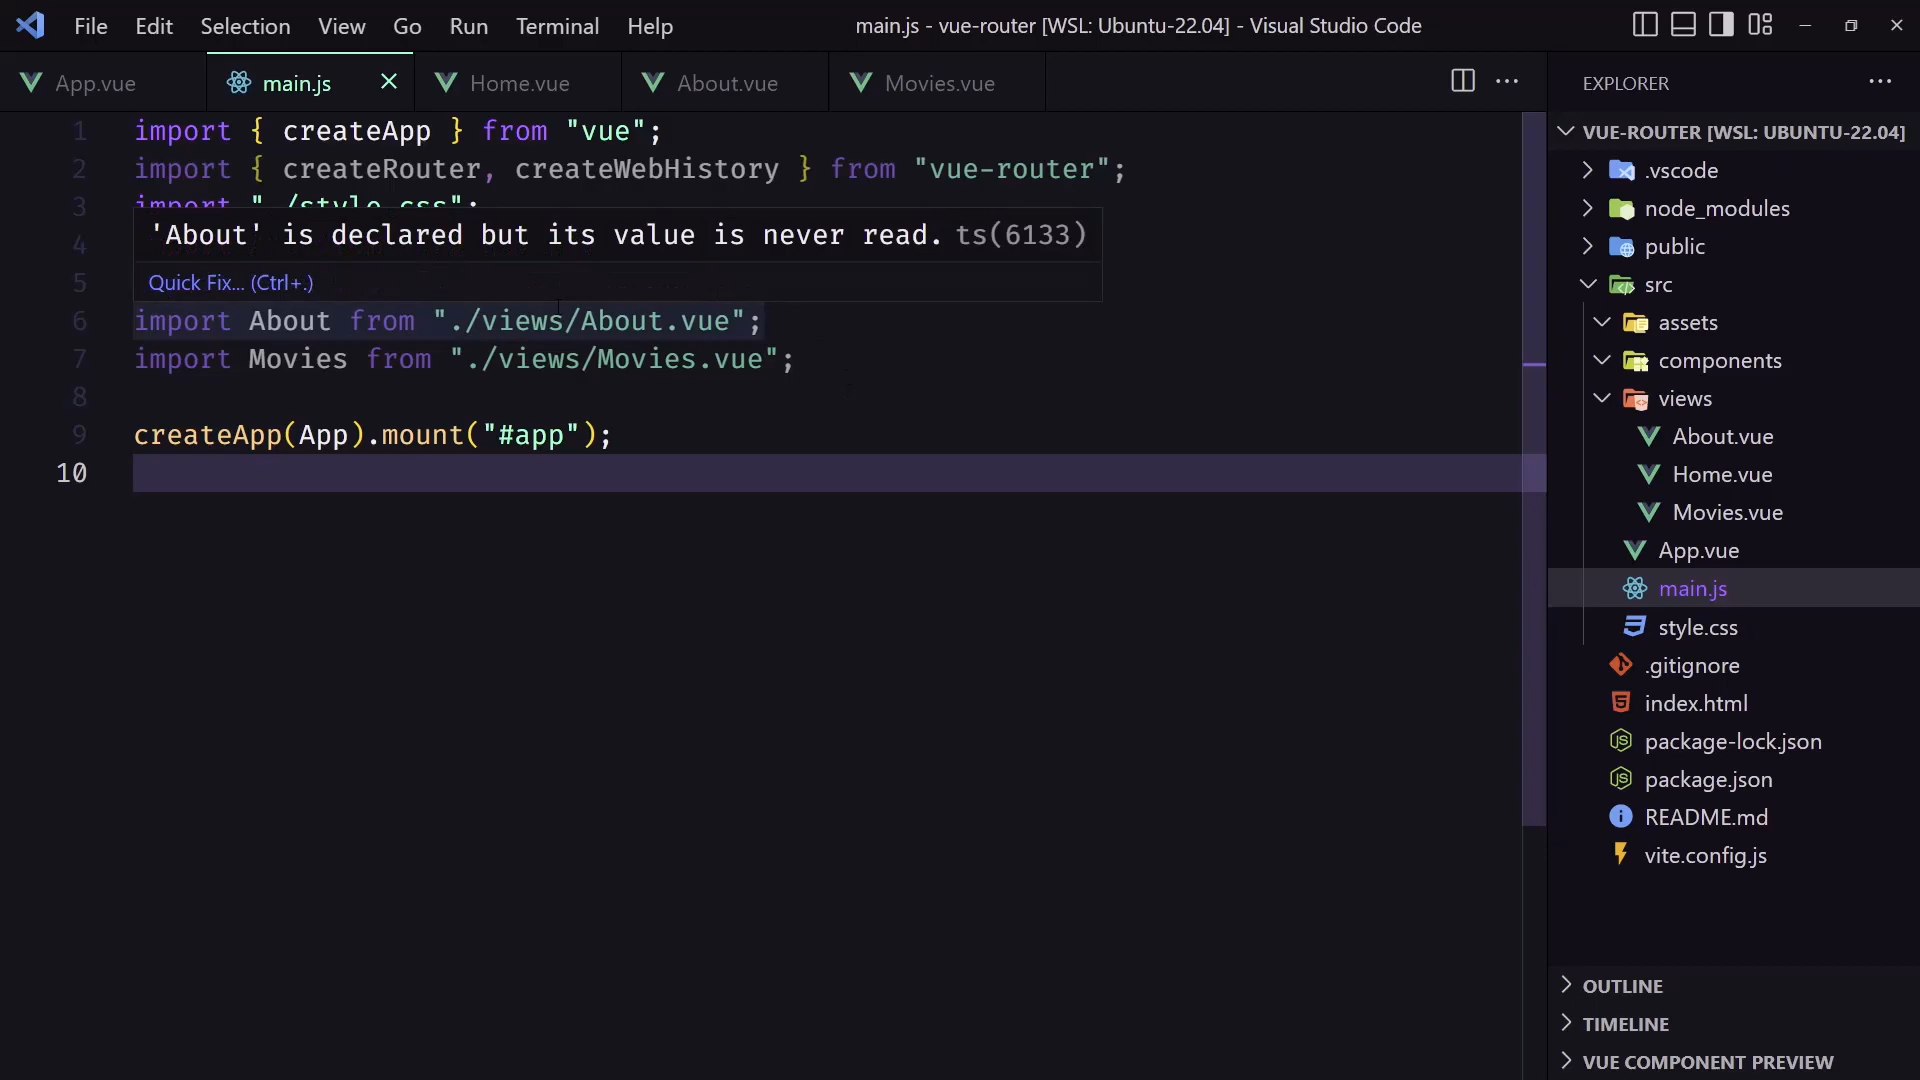 File Edit Selection View Go Run Terminal Help
main.js - vue-router [WSL: Ubuntu-22.04] - Visual Studio Code
App.vue
main.js
Home.vue
About.vue
Movies.vue
1 import { createApp } from "vue";
2 import { createRouter, createWebHistory } from "vue-router";
3 import "./style.css";
'About' is declared but its value is never read. ts(6133)
4
5
Quick Fix... (Ctrl+.)
6 import About from "./views/About.vue";
7 import Movies from "./views/Movies.vue";
8
9 createApp(App).mount("#app");
10
EXPLORER
VUE-ROUTER [WSL: UBUNTU-22.04]
.vscode
node_modules
public
src
assets
components
views
About.vue
Home.vue
Movies.vue
App.vue
main.js
style.css
.gitignore
index.html
package-lock.json
package.json
README.md
vite.config.js
OUTLINE
TIMELINE
VUE COMPONENT PREVIEW